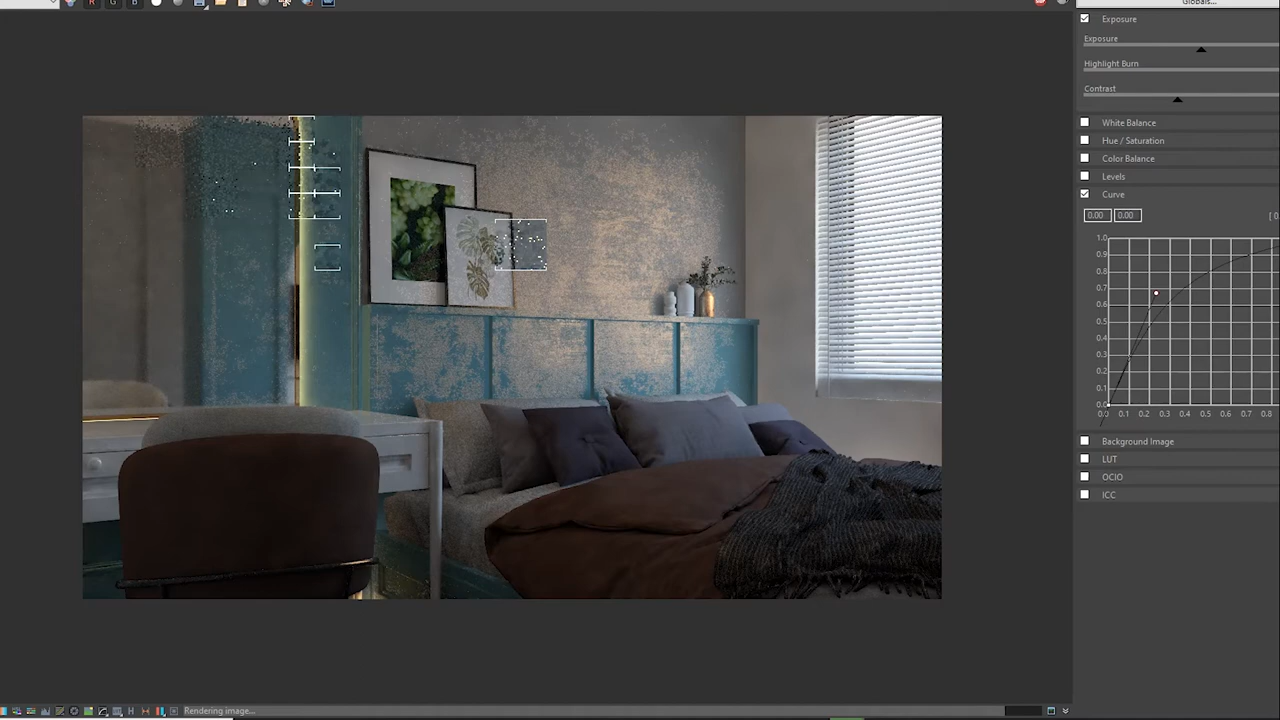 R G B
Globals...
Exposure
Exposure
Highlight Burn
Contrast
White Balance
Hue / Saturation
Color Balance
Levels
Curve
0.00 0.00 [ 0
1.0
0.9
0.8
0.7
0.6
0.5
0.4
0.3
0.2
0.1
0.0
0.0 0.1 0.2 0.3 0.4 0.5 0.6 0.7 0.8
Background Image
LUT
OCIO
ICC
H
Rendering image...